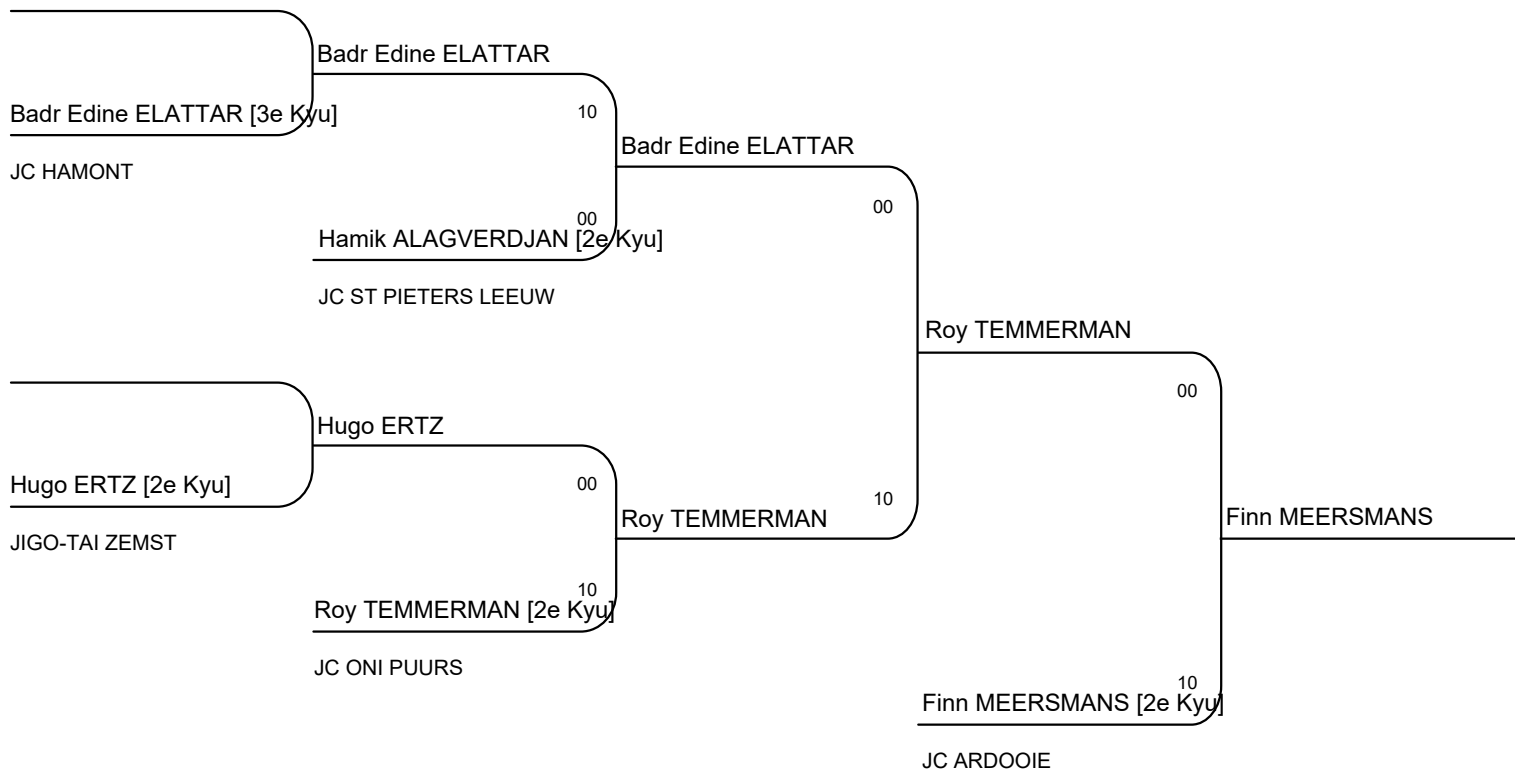 Badr Edine ELATTAR
Badr Edine ELATTAR [3e Kyu]
10
Badr Edine ELATTAR
JC HAMONT
00
00
Hamik ALAGVERDJAN [2e Kyu]
JC ST PIETERS LEEUW
Roy TEMMERMAN
00
Hugo ERTZ
Hugo ERTZ [2e Kyu]
00
10
Roy TEMMERMAN
Finn MEERSMANS
JIGO-TAI ZEMST
10
Roy TEMMERMAN [2e Kyu]
JC ONI PUURS
10
Finn MEERSMANS [2e Kyu]
JC ARDOOIE